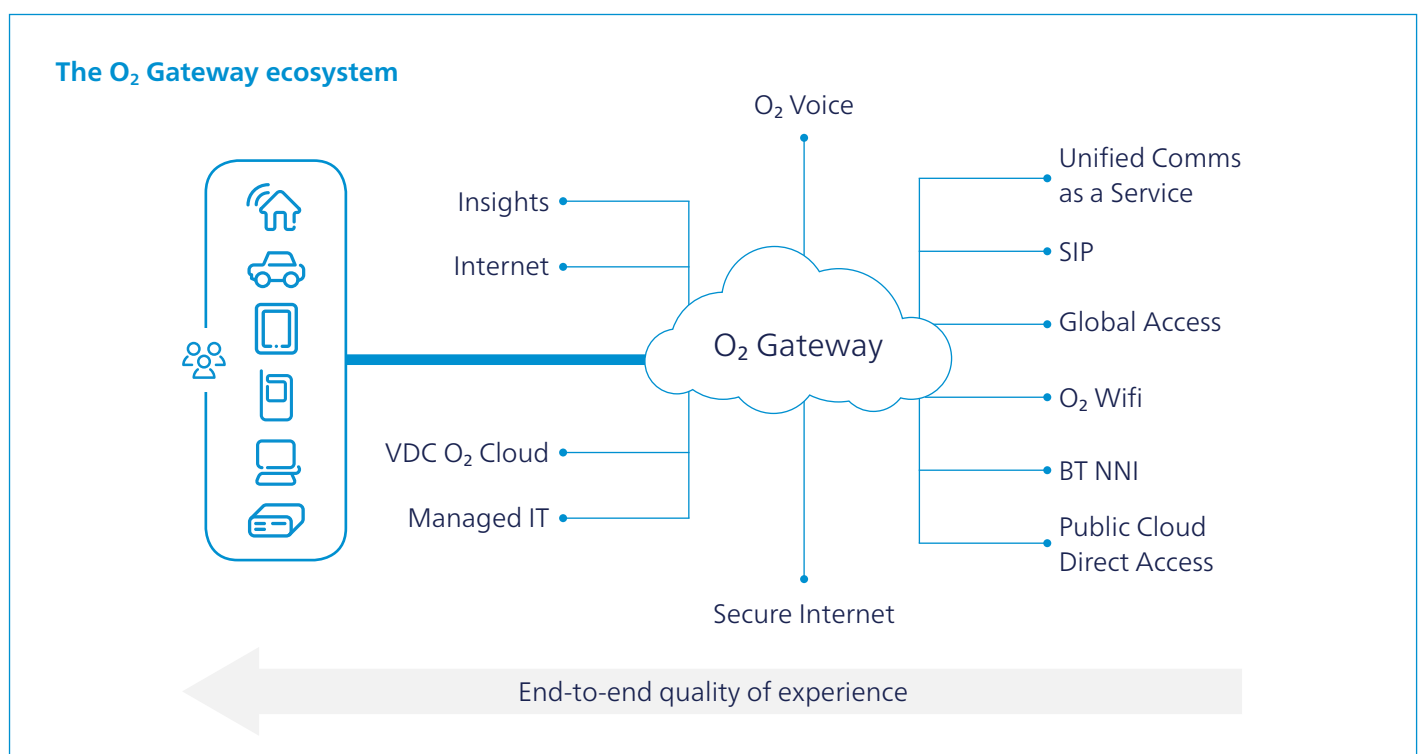 The O₂ Gateway ecosystem
O₂ Voice
Insights
Internet
Unified Comms
as a Service
SIP
Global Access
O₂ Gateway
O₂ Wifi
VDC O₂ Cloud
BT NNI
Managed IT
Public Cloud
Direct Access
Secure Internet
End-to-end quality of experience